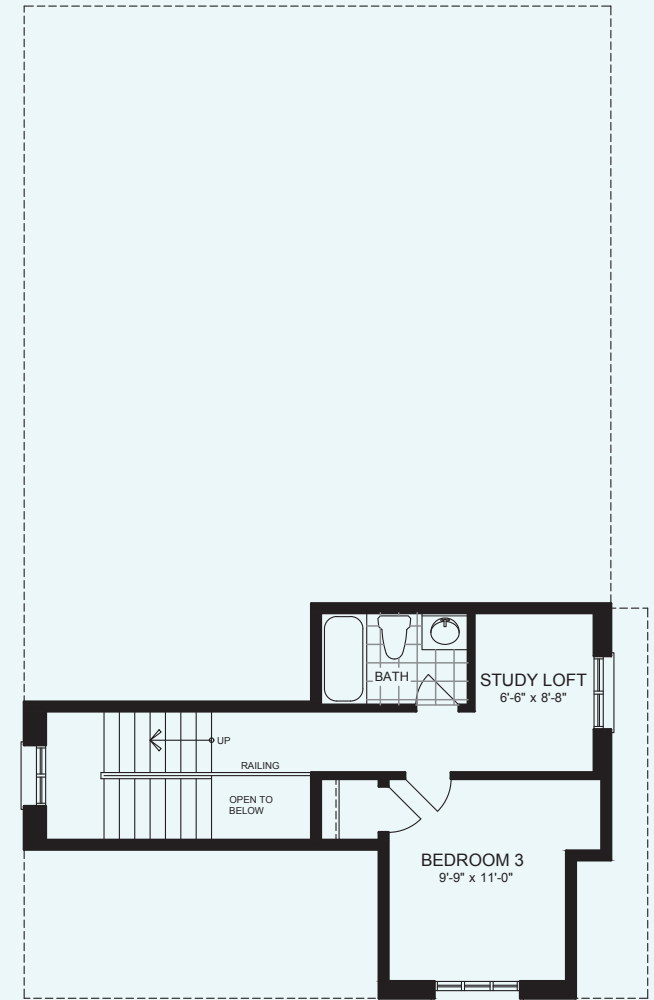 BATH
STUDY LOFT
6'-6" x 8'-8"
UP
RAILING
OPEN TO
BELOW
BEDROOM 3
9'-9" x 11'-0"